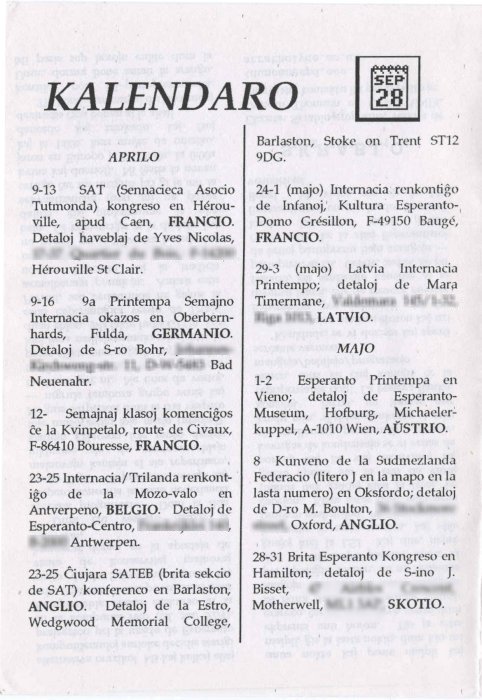 KALENDARO
SEP
28
APRILO
9-13 SAT (Sennacieca Asocio
Tutmonda) kongreso en Hérou-
ville, apud Caen, FRANCIO.
Detaloj haveblaj de Yves Nicolas,
Hérouville St Clair.
9-16 9a Printempa Semajno
Internacia okazos en Oberbern-
hards, Fulda, GERMANIO.
Detaloj de S-ro Bohr,
Bad
Neuenahr.
12- Semajnaj klasoj komenciĝos
ĉe la Kvinpetalo, route de Civaux,
F-86410 Bouresse, FRANCIO.
23-25 Internacia/Trilanda renkont-
iĝo de la Mozo-valo en
Antverpeno, BELGIO. Detaloj de
Esperanto-Centro,
Antwerpen.
23-25 Ĉiujara SATEB (brita sekcio
de SAT) konferenco en Barlaston,
ANGLIO. Detaloj de la Estro,
Wedgwood Memorial College,
Barlaston, Stoke on Trent ST12
9DG.
24-1 (majo) Internacia renkontiĝo
de Infanoj, Kultura Esperanto-
Domo Grésillon, F-49150 Baugé,
FRANCIO.
29-3 (majo) Latvia Internacia
Printempo; detaloj de Mara
Timermane,
LATVIO.
MAJO
1-2 Esperanto Printempa en
Vieno; detaloj de Esperanto-
Museum, Hofburg, Michaeler-
kuppel, A-1010 Wien, AŬSTRIO.
8 Kunveno de la Sudmezlanda
Federacio (litero J en la mapo en la
lasta numero) en Oksfordo; detaloj
de D-ro M. Boulton,
Oxford, ANGLIO.
28-31 Brita Esperanto Kongreso en
Hamilton; detaloj de S-ino J.
Bisset,
Motherwell, SKOTIO.